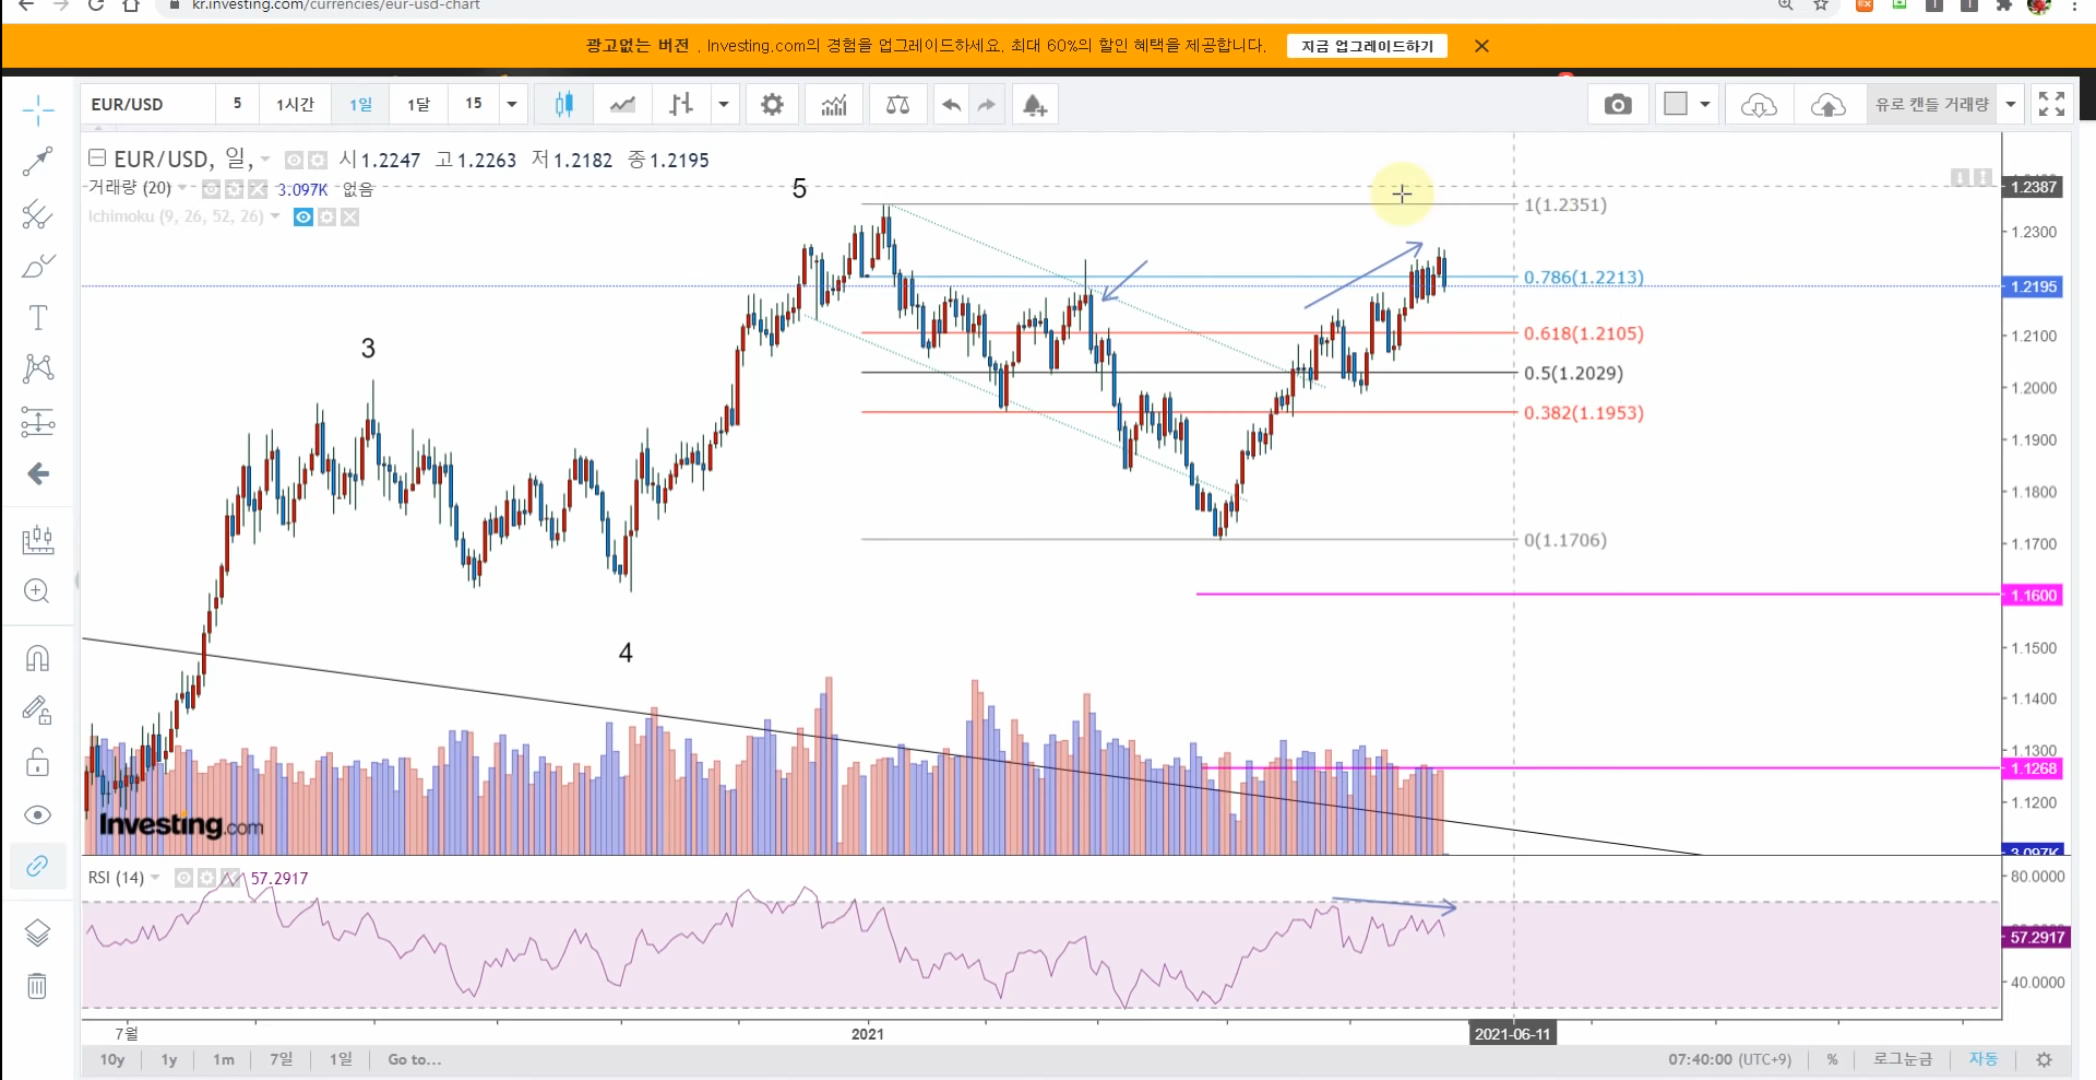 kr.investing.com/currencies/eur-usd-chart
광고없는 버전 . Investing.com의 경험을 업그레이드하세요. 최대 60%의 할인 혜택을 제공합니다. 지금 업그레이드하기
EUR/USD 5 1시간 1일 1달 15 유로 캔들 거래량
EUR/USD, 일, 시1.2247 고1.2263 저1.2182 종1.2195
거래량 (20) 3.097K 없음
Ichimoku (9, 26, 52, 26)
5
3
4
1(1.2351)
0.786(1.2213)
0.618(1.2105)
0.5(1.2029)
0.382(1.1953)
0(1.1706)
1.2387
1.2300
1.2195
1.2100
1.2000
1.1900
1.1800
1.1700
1.1600
1.1500
1.1400
1.1300
1.1268
1.1200
3.097K
Investing.com
RSI (14) 57.2917
80.0000
57.2917
40.0000
7월 2021 2021-06-11
10y 1y 1m 7일 1일 Go to... 07:40:00 (UTC+9) % 로그눈금 자동